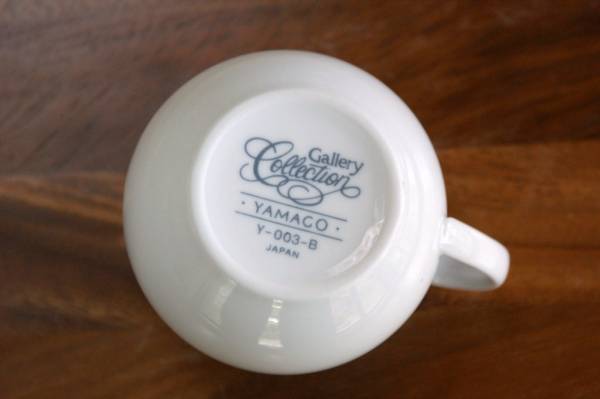 Gallery
Collection
· YAMACO ·
Y-003-B
JAPAN